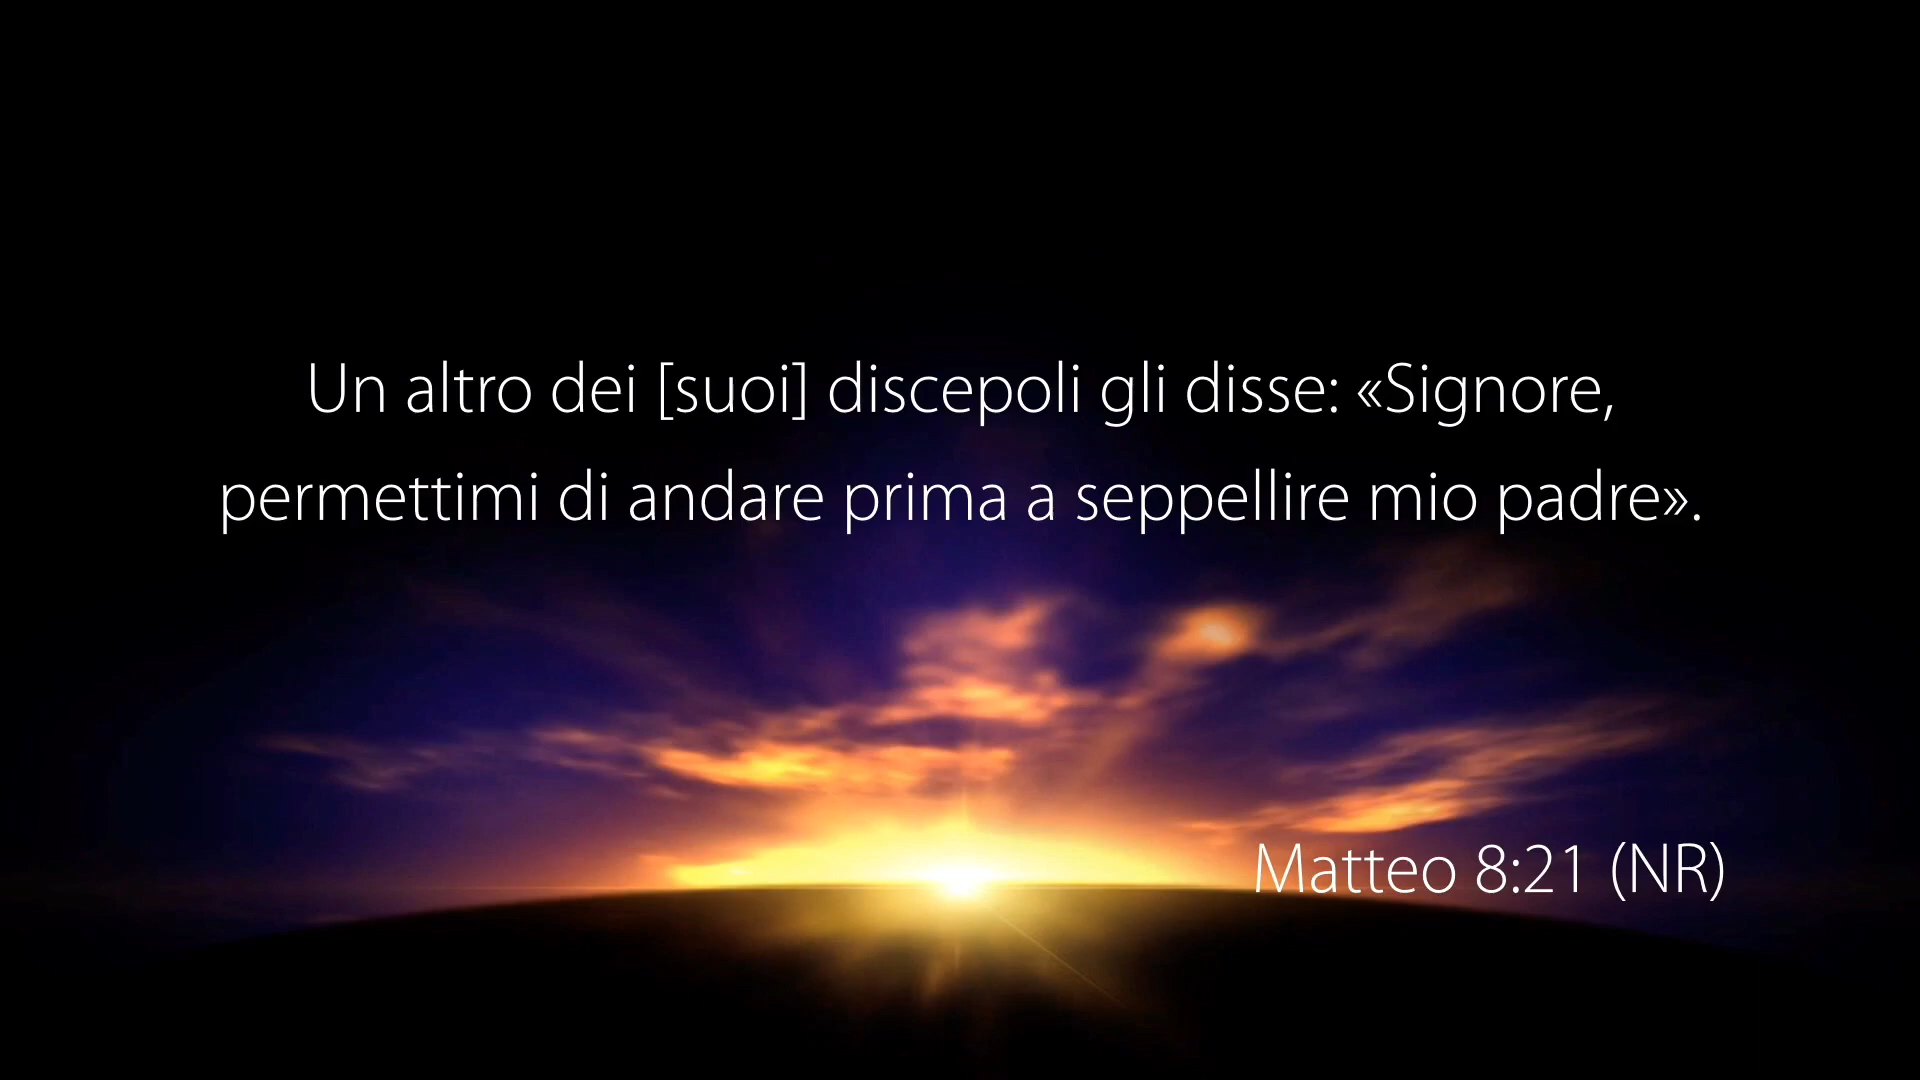 Un altro dei [suoi] discepoli gli disse: «Signore,
permettimi di andare prima a seppellire mio padre».
Matteo 8:21 (NR)